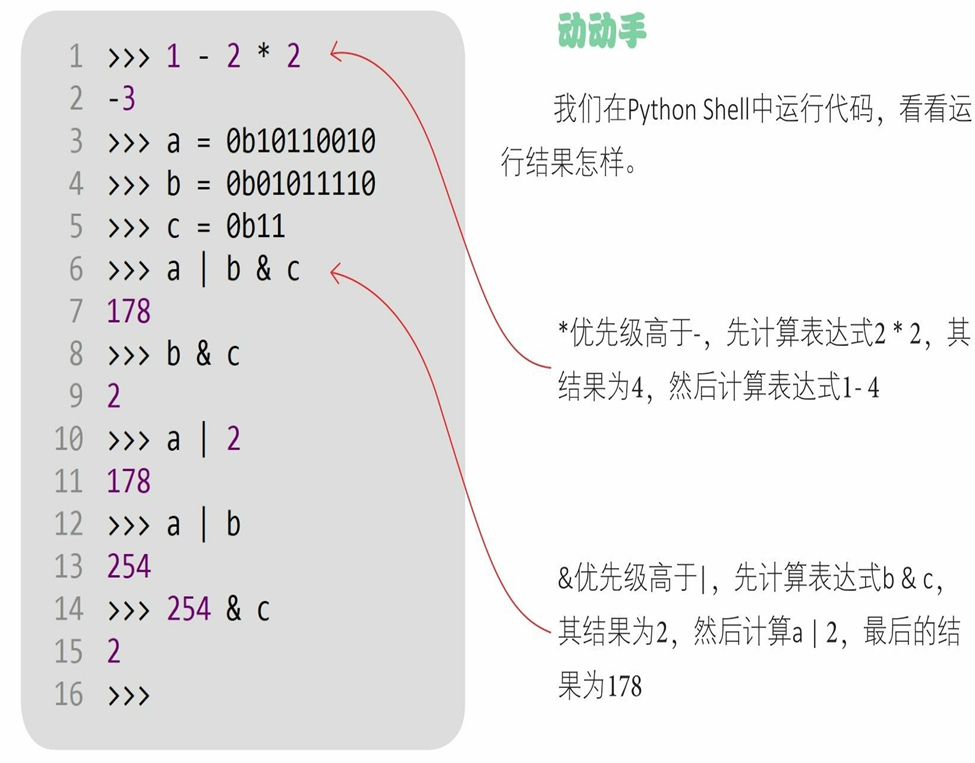 1 >>> 1 - 2 * 2
2 -3
3 >>> a = 0b10110010
4 >>> b = 0b01011110
5 >>> c = 0b11
6 >>> a | b & c
7 178
8 >>> b & c
9 2
10 >>> a | 2
11 178
12 >>> a | b
13 254
14 >>> 254 & c
15 2
16 >>>
动动手
我们在Python Shell中运行代码，看看运
行结果怎样。
*优先级高于-，先计算表达式2 * 2，其
结果为4，然后计算表达式1- 4
&优先级高于|，先计算表达式b & c，
其结果为2，然后计算a | 2，最后的结
果为178